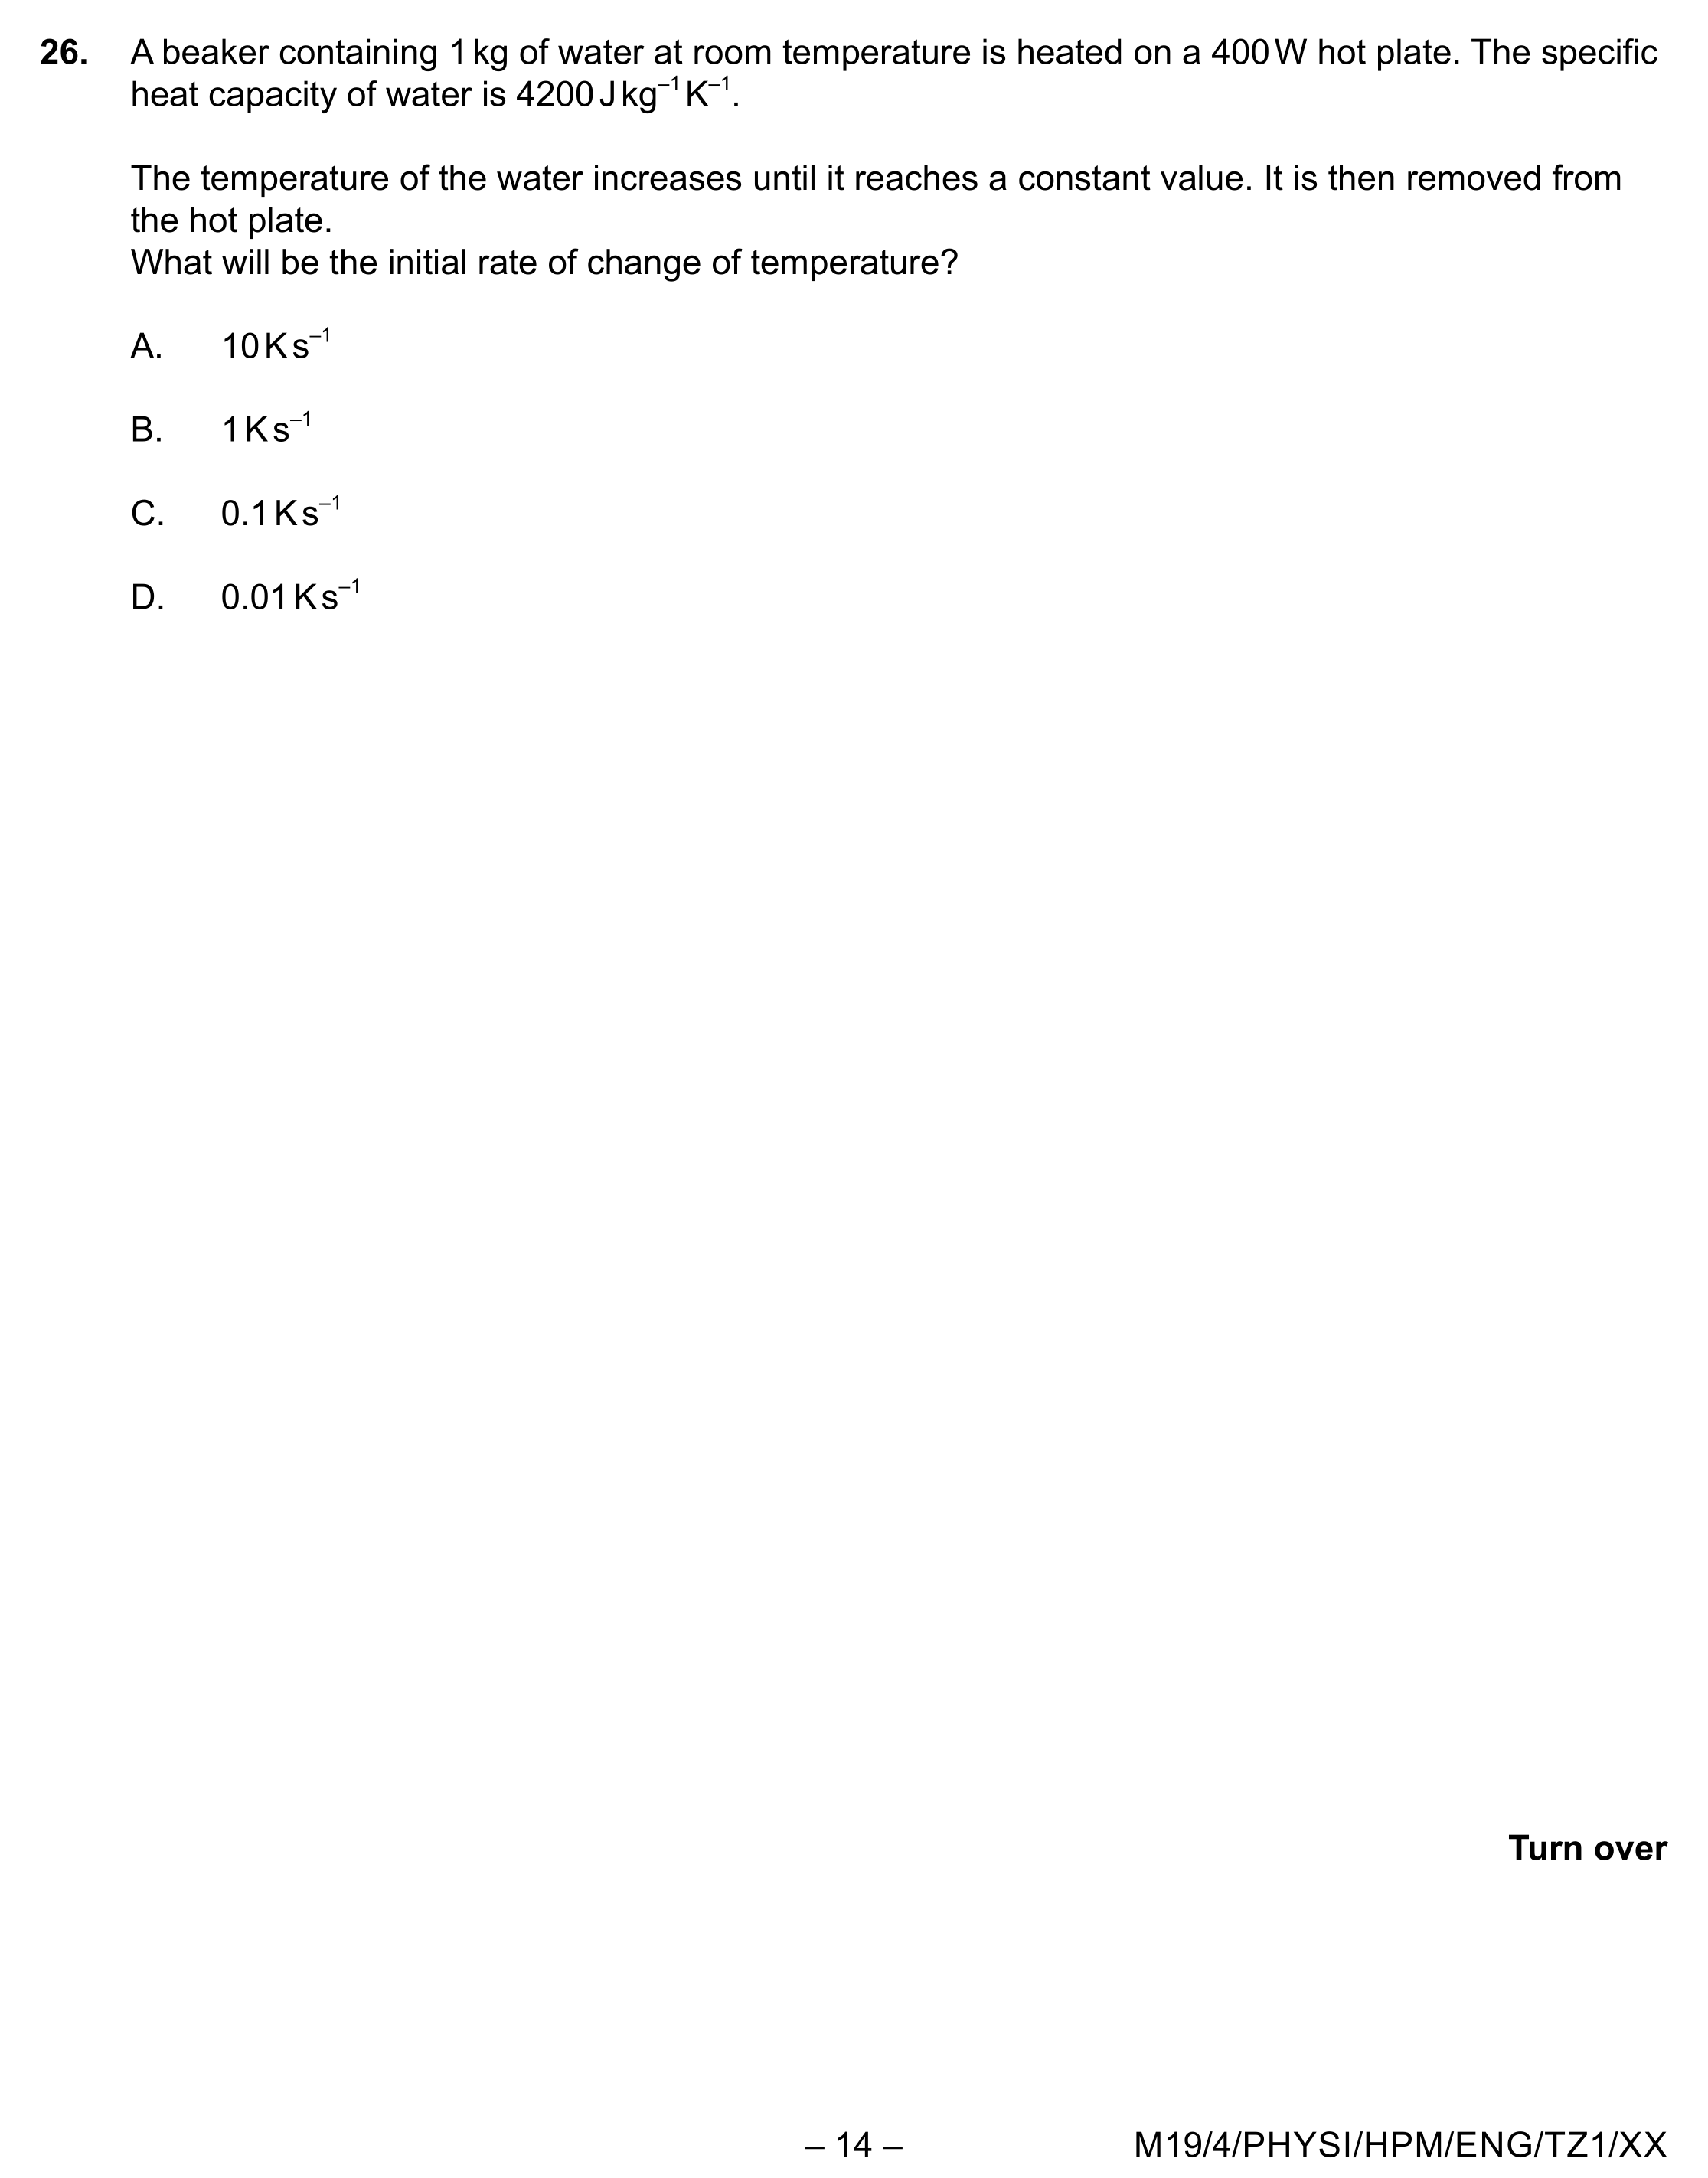 26. A beaker containing 1 kg of water at room temperature is heated on a 400 W hot plate. The specific
heat capacity of water is 4200 J kg⁻¹ K⁻¹.
The temperature of the water increases until it reaches a constant value. It is then removed from
the hot plate.
What will be the initial rate of change of temperature?
A. 10 K s⁻¹
B. 1 K s⁻¹
C. 0.1 K s⁻¹
D. 0.01 K s⁻¹
Turn over
– 14 – M19/4/PHYSI/HPM/ENG/TZ1/XX